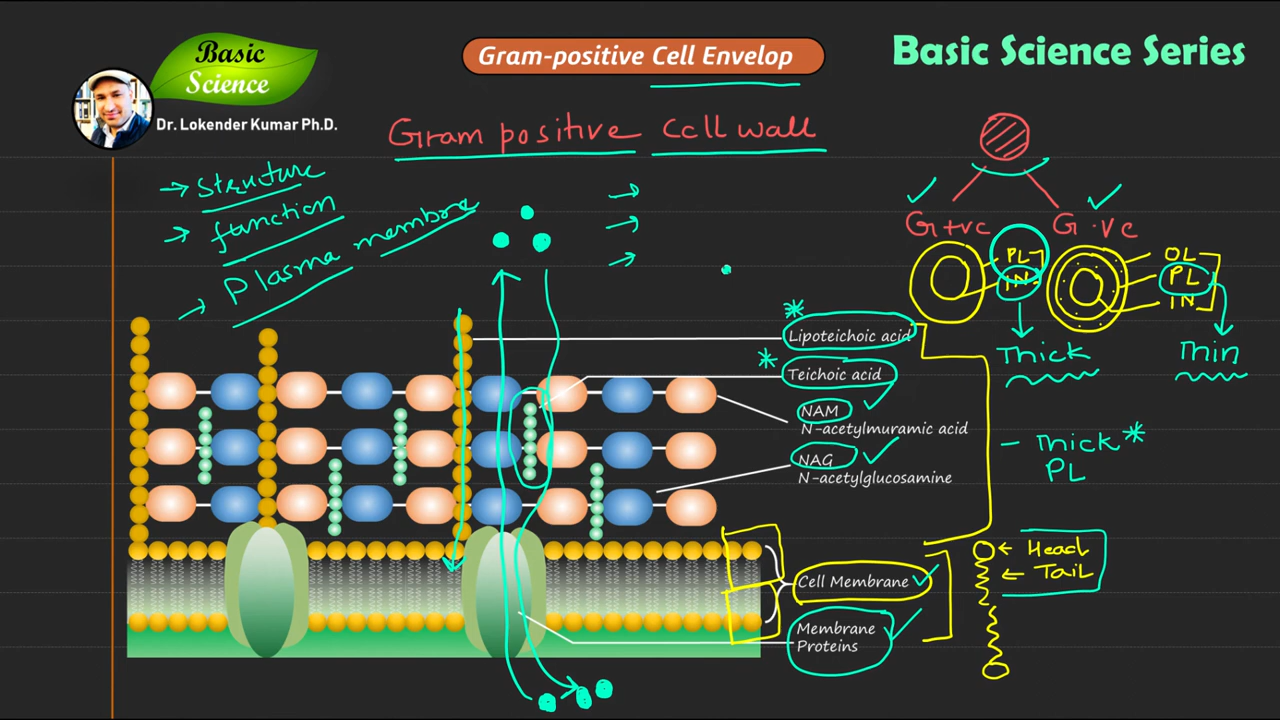 Basic
Science
Dr. Lokender Kumar Ph.D.
Gram-positive Cell Envelop
Basic Science Series
Gram positive Cell wall
→ structure
→ function
→ Plasma membrane
→
→
→
G+vc
G-vc
PL
IN
OL
PL
IN
Thick
Thin
* Lipoteichoic acid
* Teichoic acid
NAM
N-acetylmuramic acid
NAG
N-acetylglucosamine
- Thick *
PL
Cell Membrane
Membrane
Proteins
← Head
← Tail